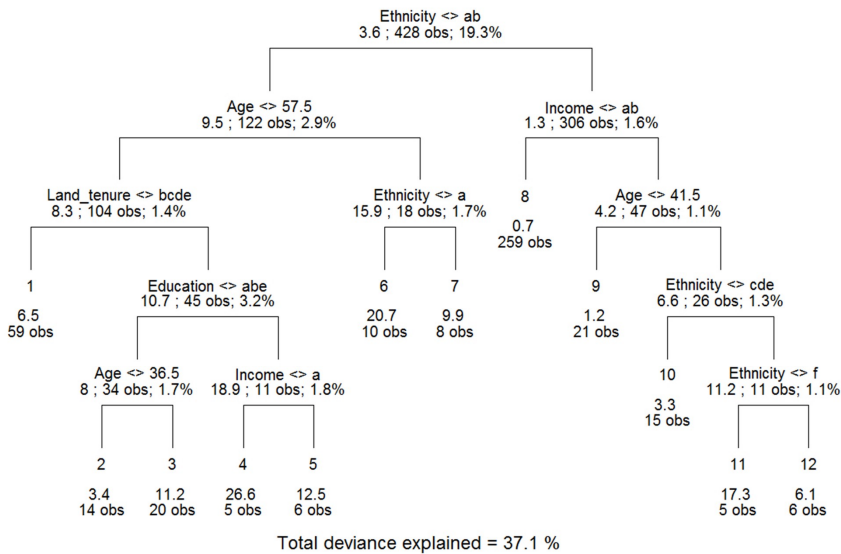 Ethnicity <> ab
3.6 ; 428 obs; 19.3%
Age <> 57.5
9.5 ; 122 obs; 2.9%
Income <> ab
1.3 ; 306 obs; 1.6%
Land_tenure <> bcde
8.3 ; 104 obs; 1.4%
Ethnicity <> a
15.9 ; 18 obs; 1.7%
8
0.7
259 obs
Age <> 41.5
4.2 ; 47 obs; 1.1%
1
6.5
59 obs
Education <> abe
10.7 ; 45 obs; 3.2%
6
20.7
10 obs
7
9.9
8 obs
9
1.2
21 obs
Ethnicity <> cde
6.6 ; 26 obs; 1.3%
Age <> 36.5
8 ; 34 obs; 1.7%
Income <> a
18.9 ; 11 obs; 1.8%
10
3.3
15 obs
Ethnicity <> f
11.2 ; 11 obs; 1.1%
2
3.4
14 obs
3
11.2
20 obs
4
26.6
5 obs
5
12.5
6 obs
11
17.3
5 obs
12
6.1
6 obs
Total deviance explained = 37.1 %